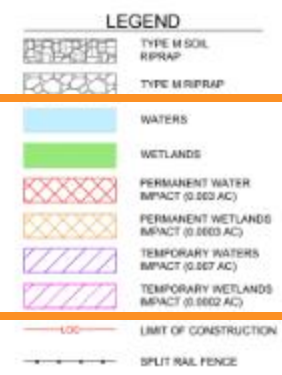 LEGEND
TYPE M SOIL
RIPRAP
TYPE M RIPRAP
WATERS
WETLANDS
PERMANENT WATER
IMPACT (0.003 AC)
PERMANENT WETLANDS
IMPACT (0.0003 AC)
TEMPORARY WATERS
IMPACT (0.007 AC)
TEMPORARY WETLANDS
IMPACT (0.0002 AC)
LOC
LIMIT OF CONSTRUCTION
SPLIT RAIL FENCE